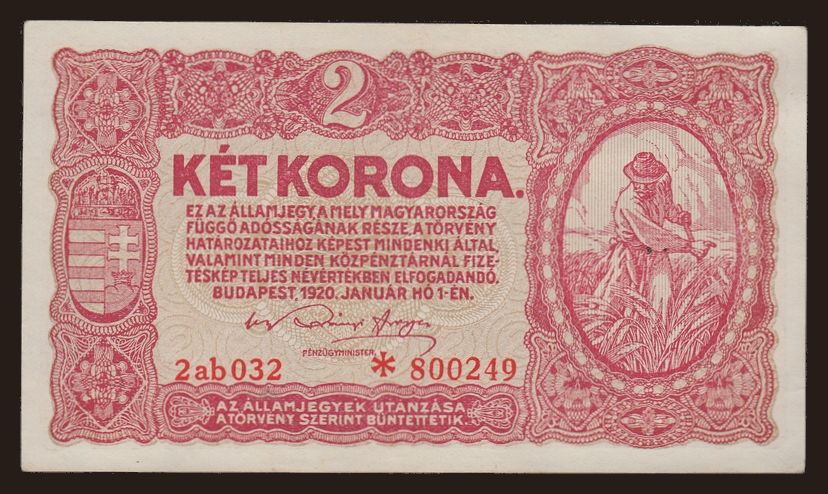 2
KÉT KORONA.
EZ AZ ÁLLAMJEGY, A MELY MAGYARORSZÁG
FÜGGŐ ADÓSSÁGÁNAK RÉSZE, A TÖRVÉNY
HATÁROZATAIHOZ KÉPEST MINDENKI ÁLTAL,
VALAMINT MINDEN KÖZPÉNZTÁRNÁL FIZE-
TÉSKÉP TELJES NÉVÉRTÉKBEN ELFOGADANDÓ.
BUDAPEST, 1920. JANUÁR HÓ 1-ÉN.
PÉNZÜGYMINISTER.
2ab032 * 800249
AZ ÁLLAMJEGYEK UTÁNZÁSA
A TÖRVÉNY SZERINT BÜNTETTETIK.